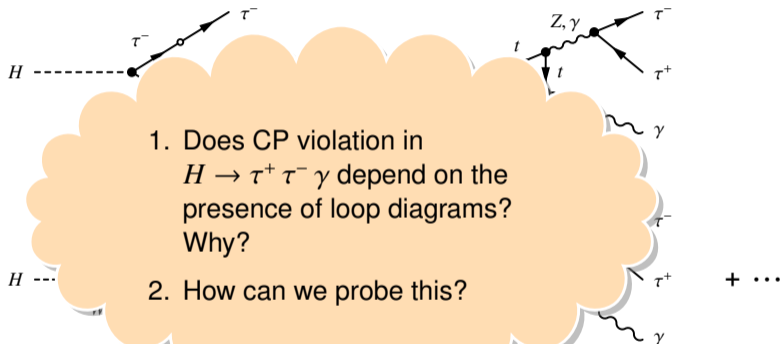 τ⁻
Z, γ
τ⁻
τ⁻
t
H
t
τ⁺
γ
1. Does CP violation in
H → τ⁺ τ⁻ γ depend on the
presence of loop diagrams?
Why?
τ⁻
H
2. How can we probe this?
τ⁺
+ ···
γ